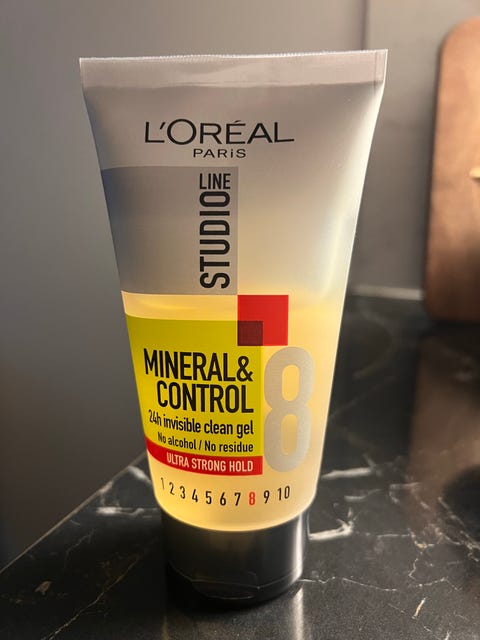 L'ORÉAL
PARIS
STUDIO LINE
MINERAL&
CONTROL
24h invisible clean gel
No alcohol / No residue
ULTRA STRONG HOLD
8
1 2 3 4 5 6 7 8 9 10